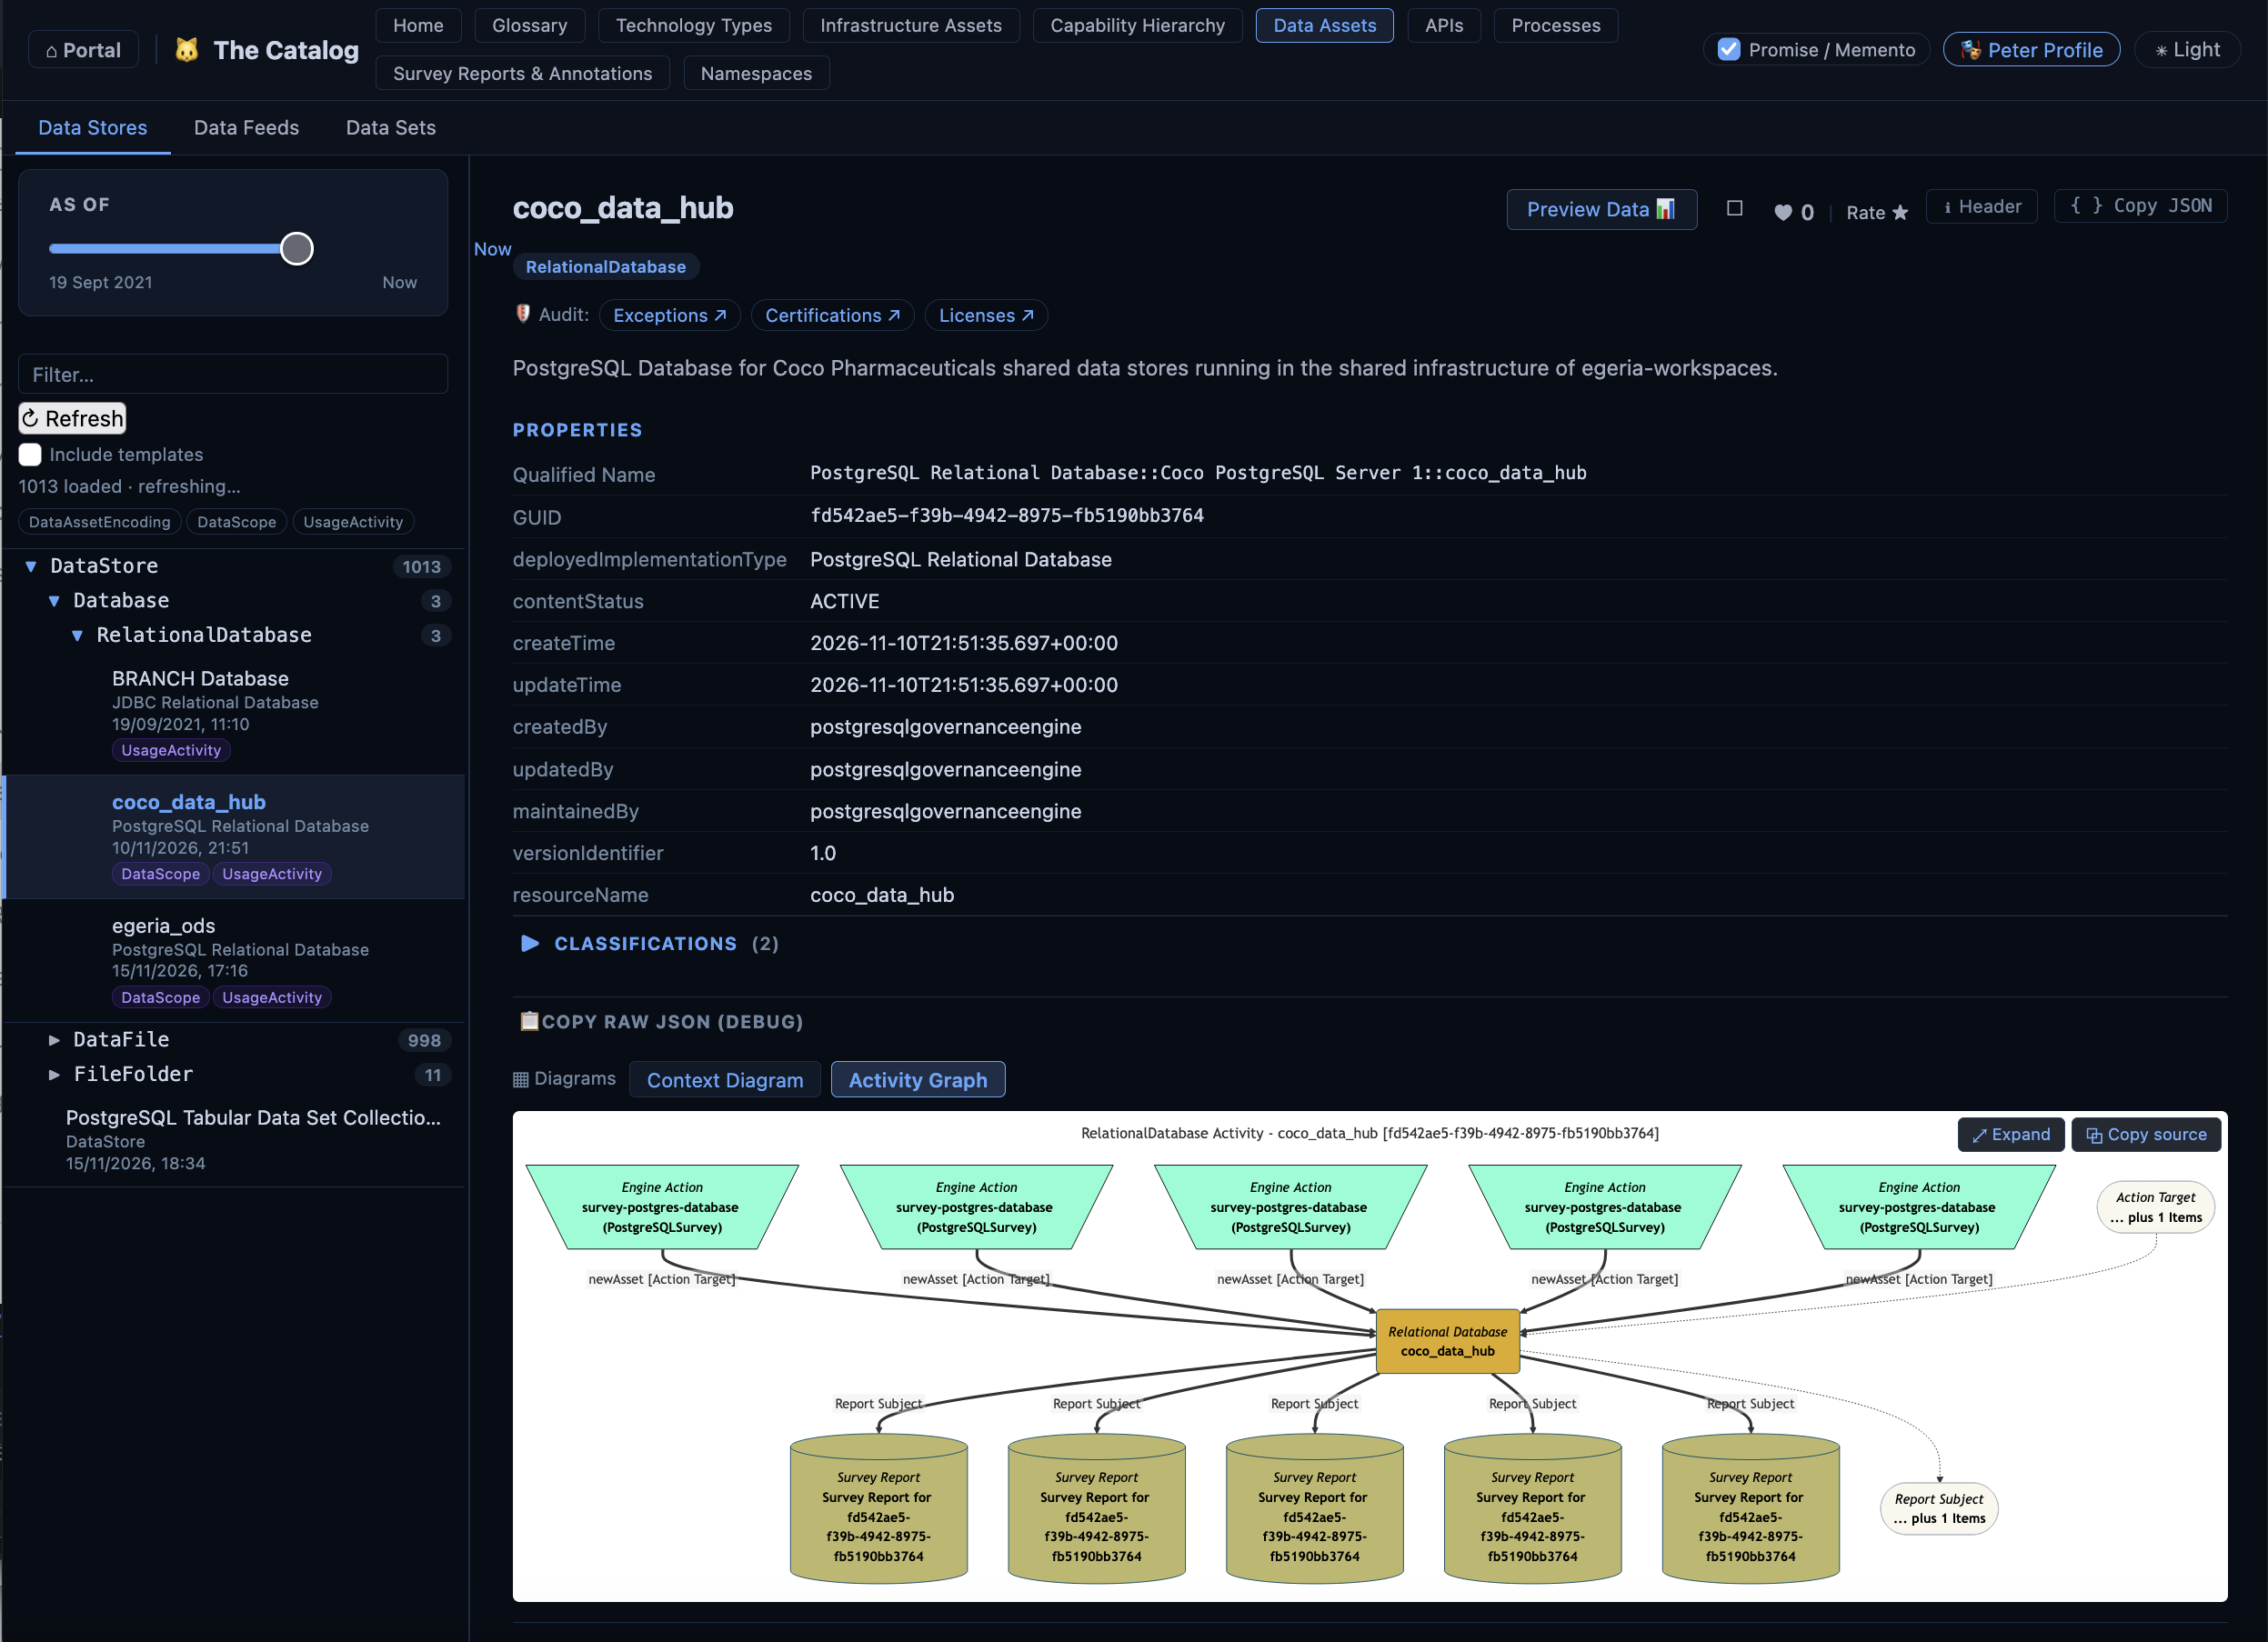 ⌂ Portal
The Catalog
Home
Glossary
Technology Types
Infrastructure Assets
Capability Hierarchy
Data Assets
APIs
Processes
Survey Reports & Annotations
Namespaces
Promise / Memento
Peter Profile
☀ Light
Data Stores
Data Feeds
Data Sets
AS OF
Now
19 Sept 2021
Now
Filter...
↻ Refresh
Include templates
1013 loaded · refreshing…
DataAssetEncoding
DataScope
UsageActivity
▼ DataStore 1013
▼ Database 3
▼ RelationalDatabase 3
BRANCH Database
JDBC Relational Database
19/09/2021, 11:10
UsageActivity
coco_data_hub
PostgreSQL Relational Database
10/11/2026, 21:51
DataScope UsageActivity
egeria_ods
PostgreSQL Relational Database
15/11/2026, 17:16
DataScope UsageActivity
▶ DataFile 998
▶ FileFolder 11
PostgreSQL Tabular Data Set Collectio...
DataStore
15/11/2026, 18:34
coco_data_hub
Preview Data
0
Rate ★
ℹ Header
{ } Copy JSON
RelationalDatabase
Audit:
Exceptions ↗
Certifications ↗
Licenses ↗
PostgreSQL Database for Coco Pharmaceuticals shared data stores running in the shared infrastructure of egeria-workspaces.
PROPERTIES
Qualified Name PostgreSQL Relational Database::Coco PostgreSQL Server 1::coco_data_hub
GUID fd542ae5-f39b-4942-8975-fb5190bb3764
deployedImplementationType PostgreSQL Relational Database
contentStatus ACTIVE
createTime 2026-11-10T21:51:35.697+00:00
updateTime 2026-11-10T21:51:35.697+00:00
createdBy postgresqlgovernanceengine
updatedBy postgresqlgovernanceengine
maintainedBy postgresqlgovernanceengine
versionIdentifier 1.0
resourceName coco_data_hub
▶ CLASSIFICATIONS (2)
COPY RAW JSON (DEBUG)
Diagrams
Context Diagram
Activity Graph
RelationalDatabase Activity - coco_data_hub [fd542ae5-f39b-4942-8975-fb5190bb3764]
Expand
Copy source
Engine Action
survey-postgres-database
(PostgreSQLSurvey)
Engine Action
survey-postgres-database
(PostgreSQLSurvey)
Engine Action
survey-postgres-database
(PostgreSQLSurvey)
Engine Action
survey-postgres-database
(PostgreSQLSurvey)
Engine Action
survey-postgres-database
(PostgreSQLSurvey)
Action Target
... plus 1 Items
newAsset [Action Target]
newAsset [Action Target]
newAsset [Action Target]
newAsset [Action Target]
newAsset [Action Target]
Relational Database
coco_data_hub
Report Subject
Report Subject
Report Subject
Report Subject
Report Subject
Survey Report
Survey Report for
fd542ae5-
f39b-4942-8975-
fb5190bb3764
Survey Report
Survey Report for
fd542ae5-
f39b-4942-8975-
fb5190bb3764
Survey Report
Survey Report for
fd542ae5-
f39b-4942-8975-
fb5190bb3764
Survey Report
Survey Report for
fd542ae5-
f39b-4942-8975-
fb5190bb3764
Survey Report
Survey Report for
fd542ae5-
f39b-4942-8975-
fb5190bb3764
Report Subject
... plus 1 Items